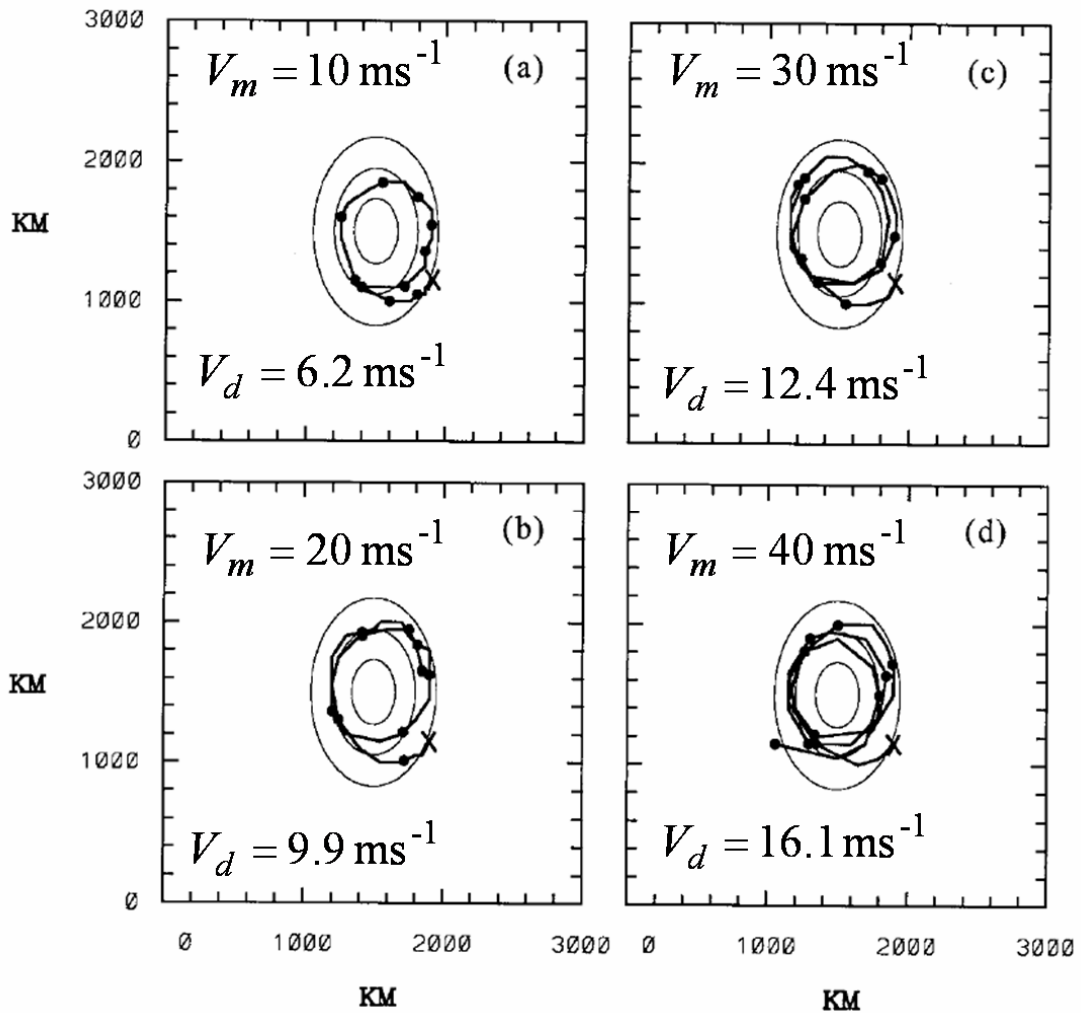 3000
V_m = 10 ms^-1 (a)
2000
KM
1000
V_d = 6.2 ms^-1
0
V_m = 30 ms^-1 (c)
V_d = 12.4 ms^-1
3000
V_m = 20 ms^-1 (b)
2000
KM
1000
V_d = 9.9 ms^-1
0
0 1000 2000 3000
KM
V_m = 40 ms^-1 (d)
X
X
X
X
V_d = 16.1 ms^-1
0 1000 2000 3000
KM